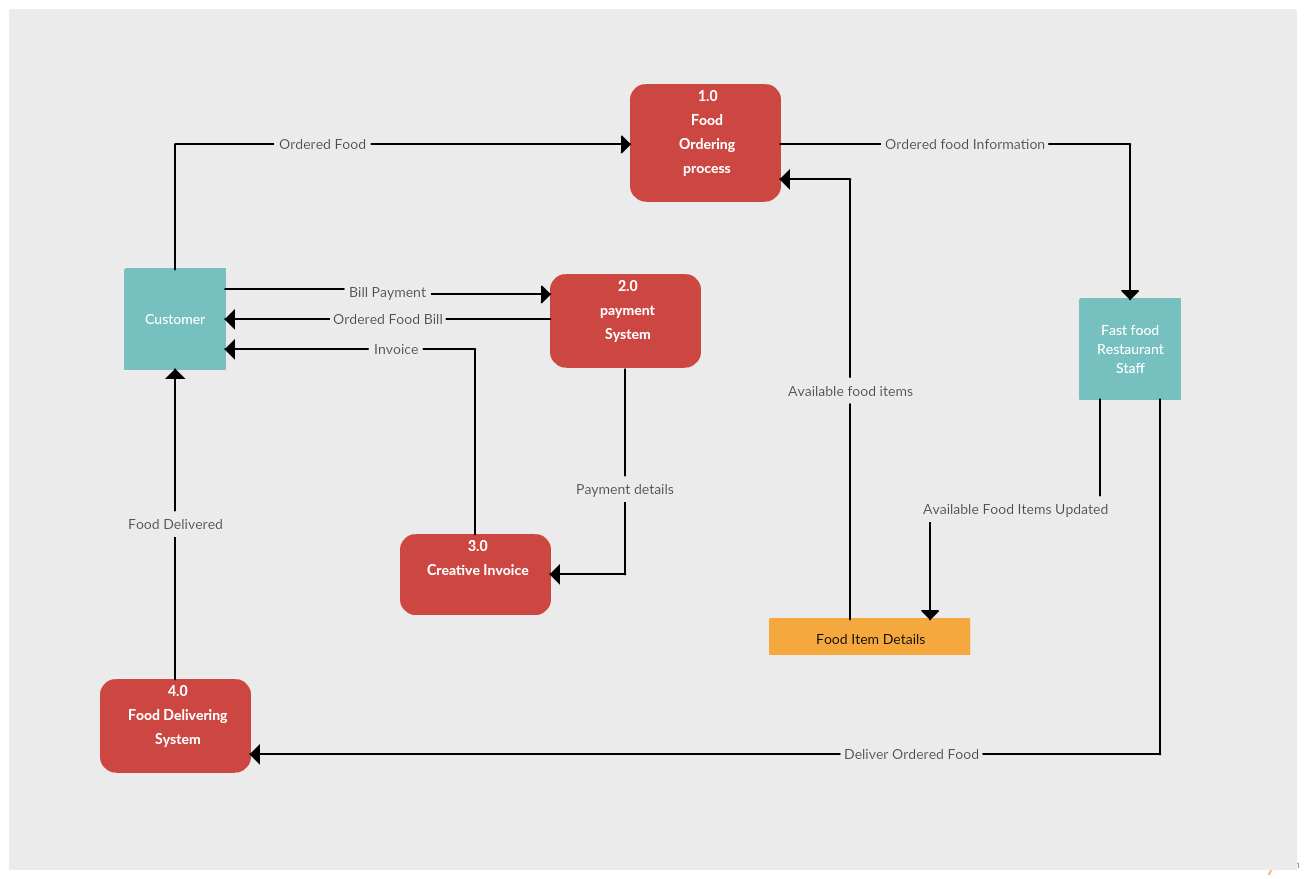 1.0
Food
Ordering
process
Ordered Food
Ordered food Information
2.0
payment
System
Bill Payment
Customer
Ordered Food Bill
Invoice
Fast food
Restaurant
Staff
Available food items
Payment details
Available Food Items Updated
Food Delivered
3.0
Creative Invoice
Food Item Details
4.0
Food Delivering
System
Deliver Ordered Food